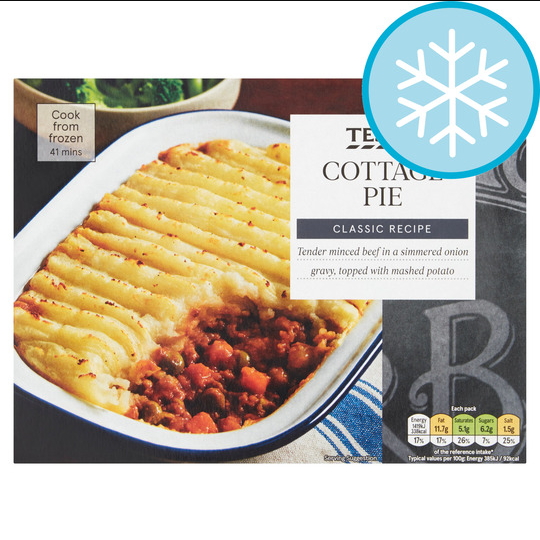 Cook
from
frozen
41 mins
COTTAGE
PIE
CLASSIC RECIPE
Tender minced beef in a simmered onion
gravy, topped with mashed potato
B
Each pack
Energy Fat Saturates Sugars Salt
1419kJ
338kcal 11.7g 5.1g 6.2g 1.5g
17% 17% 26% 7% 25%
of the reference intake*
Typical values per 100g: Energy 385kJ / 92kcal
Serving Suggestion